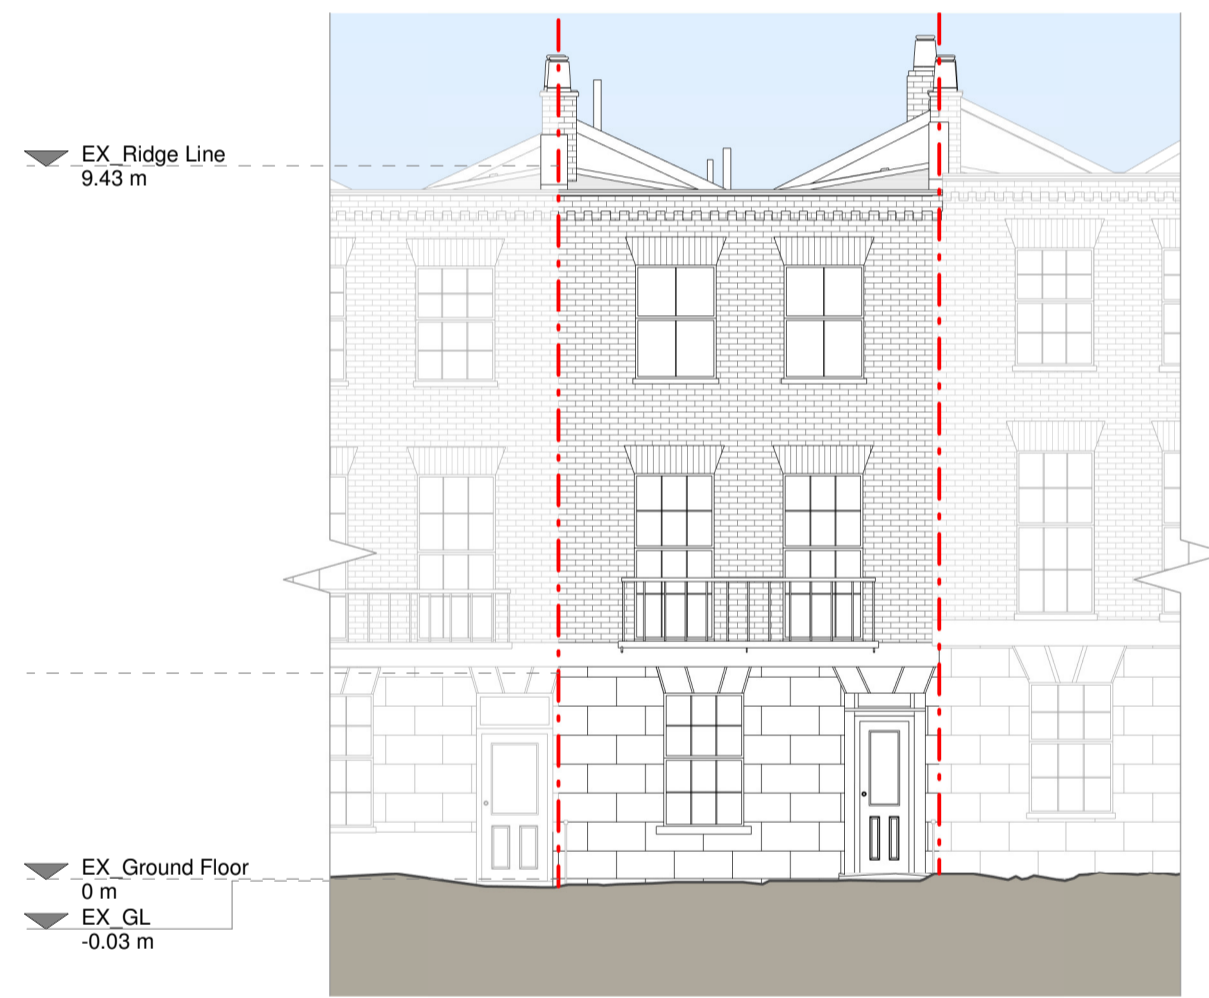 EX_Ridge Line
9.43 m
EX_Ground Floor
0 m
EX_GL
-0.03 m